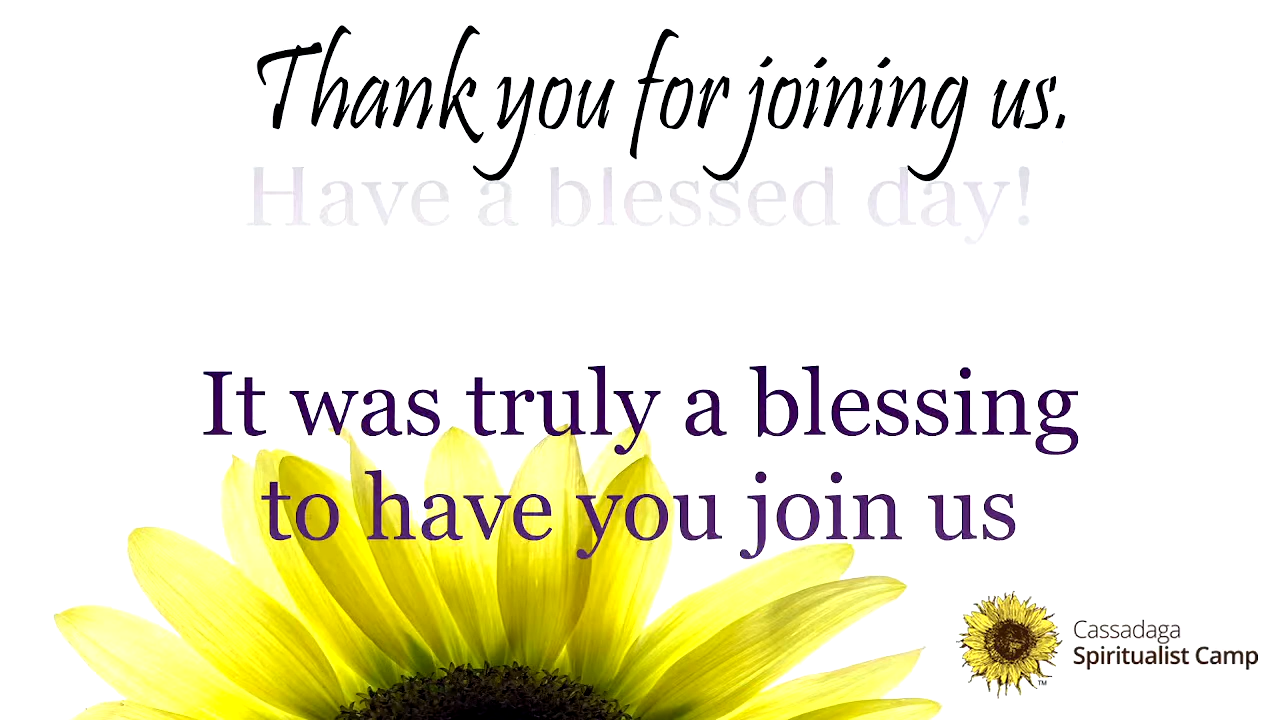 Thank you for joining us.
Have a blessed day!
It was truly a blessing
to have you join us
Cassadaga
Spiritualist Camp
TM